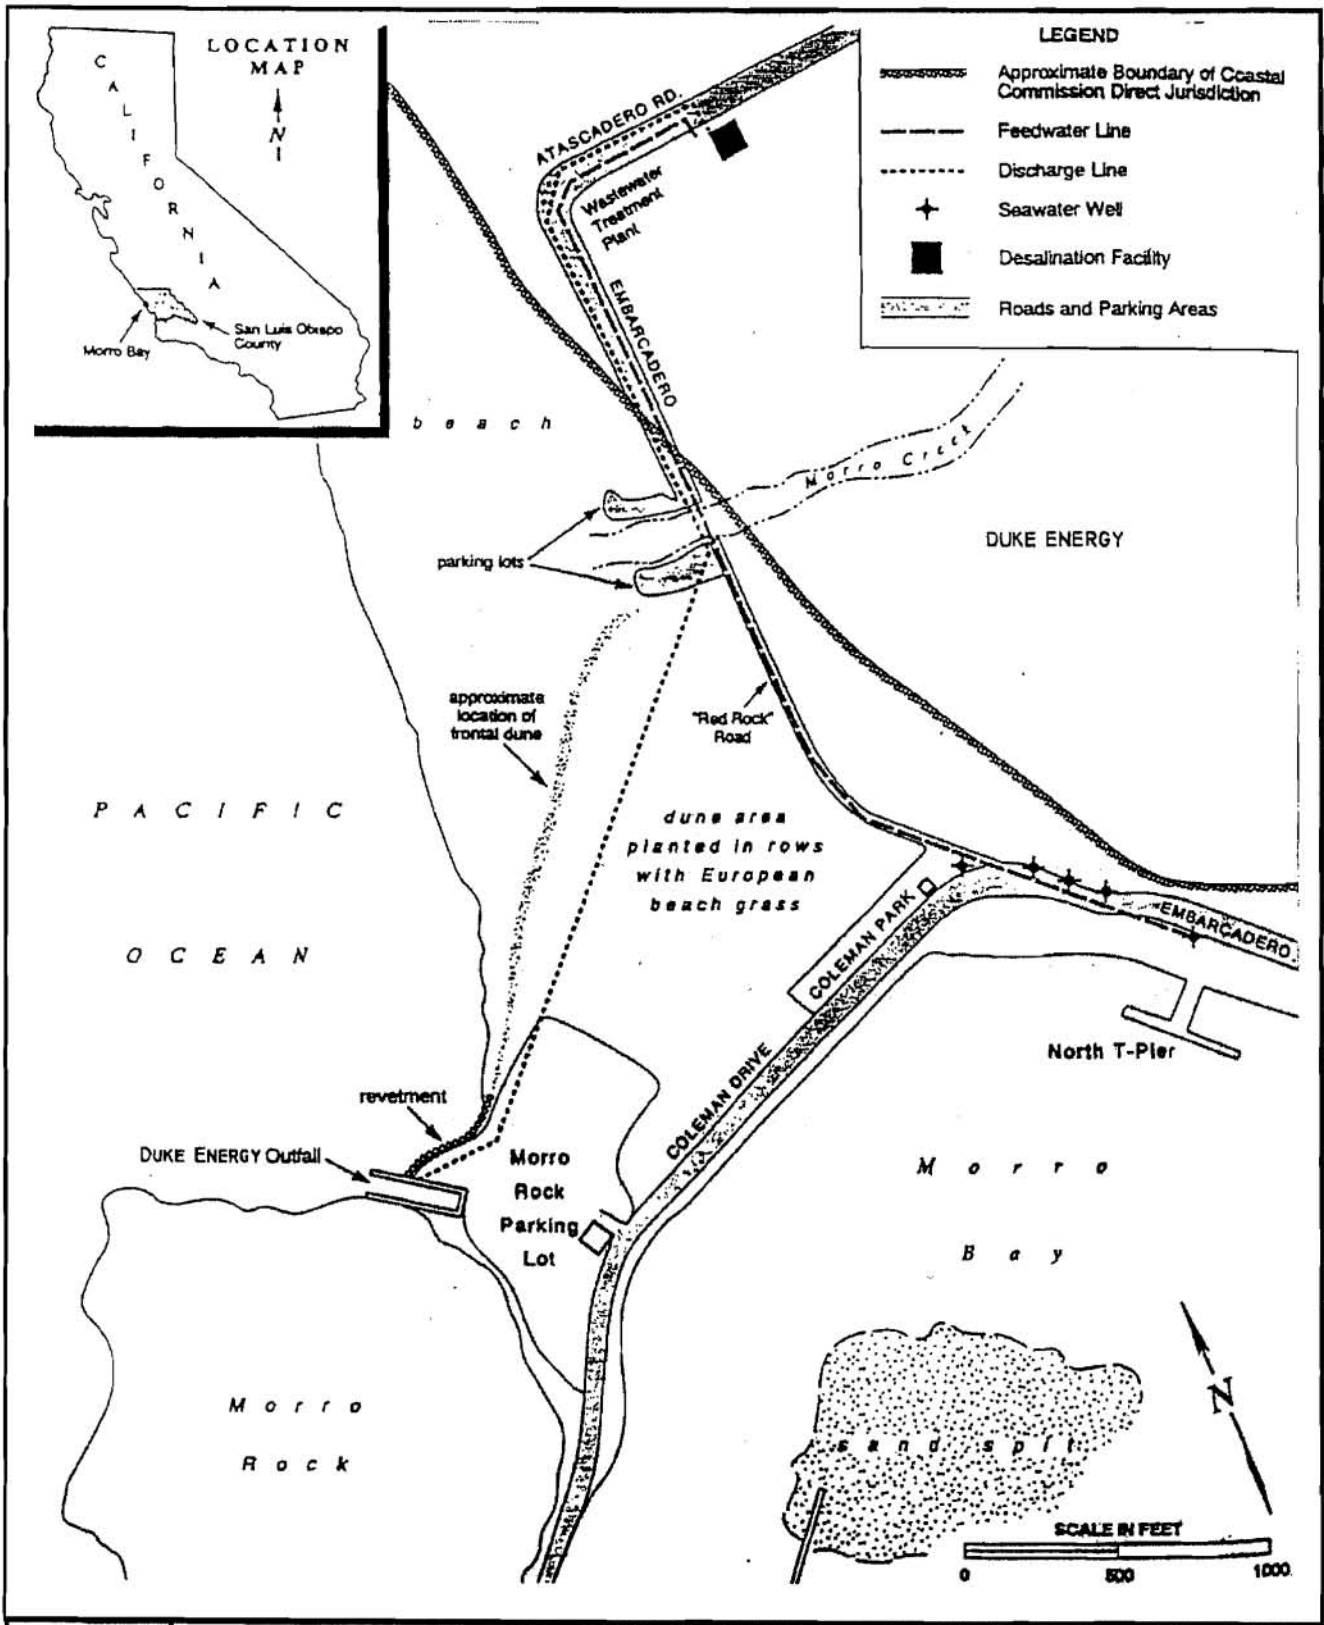 LOCATION
MAP
N
CALIFORNIA
San Luis Obispo
County
Morro Bay
LEGEND
Approximate Boundary of Coastal
Commission Direct Jurisdiction
Feedwater Line
Discharge Line
Seawater Well
Desalination Facility
Roads and Parking Areas
ATASCADERO RD.
Wastewater
Treatment
Plant
EMBARCADERO
beach
Morro Creek
DUKE ENERGY
parking lots
approximate
location of
frontal dune
"Red Rock"
Road
PACIFIC
OCEAN
dune area
planted in rows
with European
beach grass
COLEMAN PARK
EMBARCADERO
North T-Pier
COLEMAN DRIVE
revetment
DUKE ENERGY Outfall
Morro
Rock
Parking
Lot
Morro
Bay
Morro
Rock
sand spit
N
SCALE IN FEET
0 500 1000